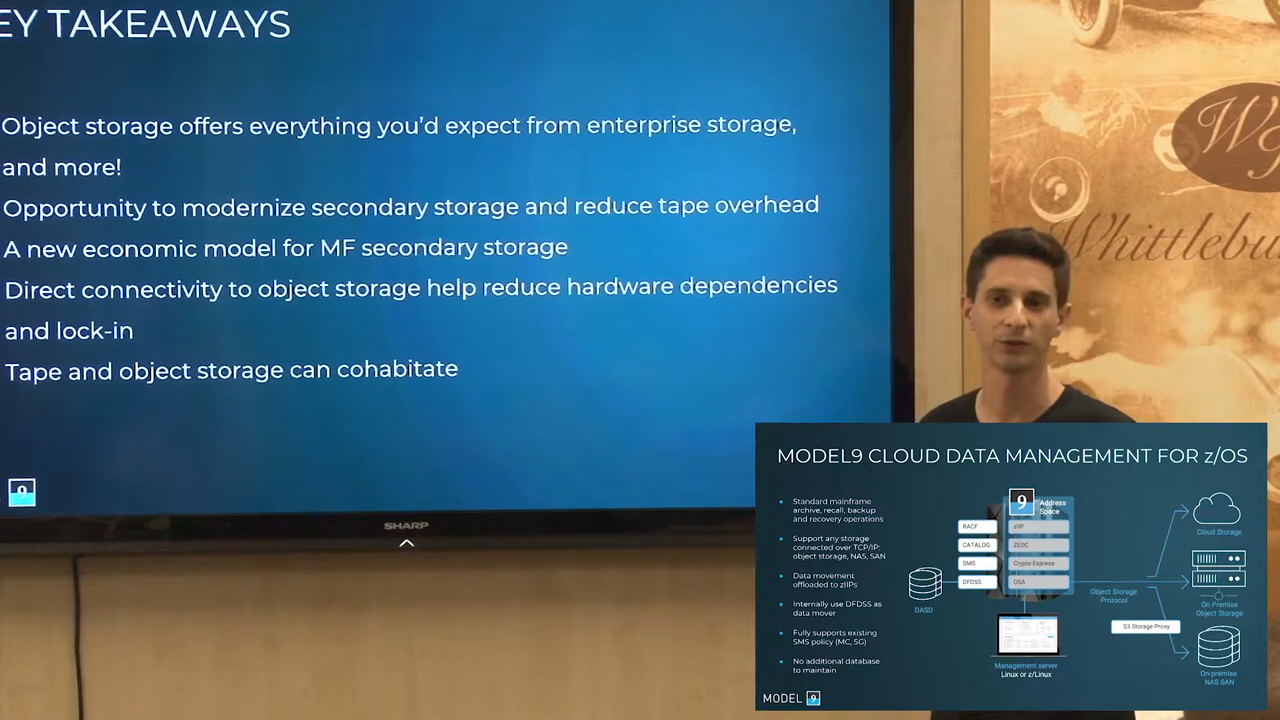 EY TAKEAWAYS
Object storage offers everything you'd expect from enterprise storage,
and more!
Opportunity to modernize secondary storage and reduce tape overhead
A new economic model for MF secondary storage
Direct connectivity to object storage help reduce hardware dependencies
and lock-in
Tape and object storage can cohabitate
9
SHARP
Whittlebu
MODEL9 CLOUD DATA MANAGEMENT FOR z/OS
Standard mainframe
archive, recall, backup
and recovery operations
Support any storage
connected over TCP/IP:
object storage, NAS, SAN
Data movement
offloaded to zIIPs
Internally use DFDSS as
data mover
Fully supports existing
SMS policy (MC, SG)
No additional database
to maintain
MODEL 9
9 Address
Space
RACF
zIIP
CATALOG
ZEDC
SMS
Crypto Express
DFDSS
OSA
DASD
Management server
Linux or z/Linux
Object Storage
Protocol
S3 Storage Proxy
Cloud Storage
On Premise
Object Storage
On-premise
NAS SAN